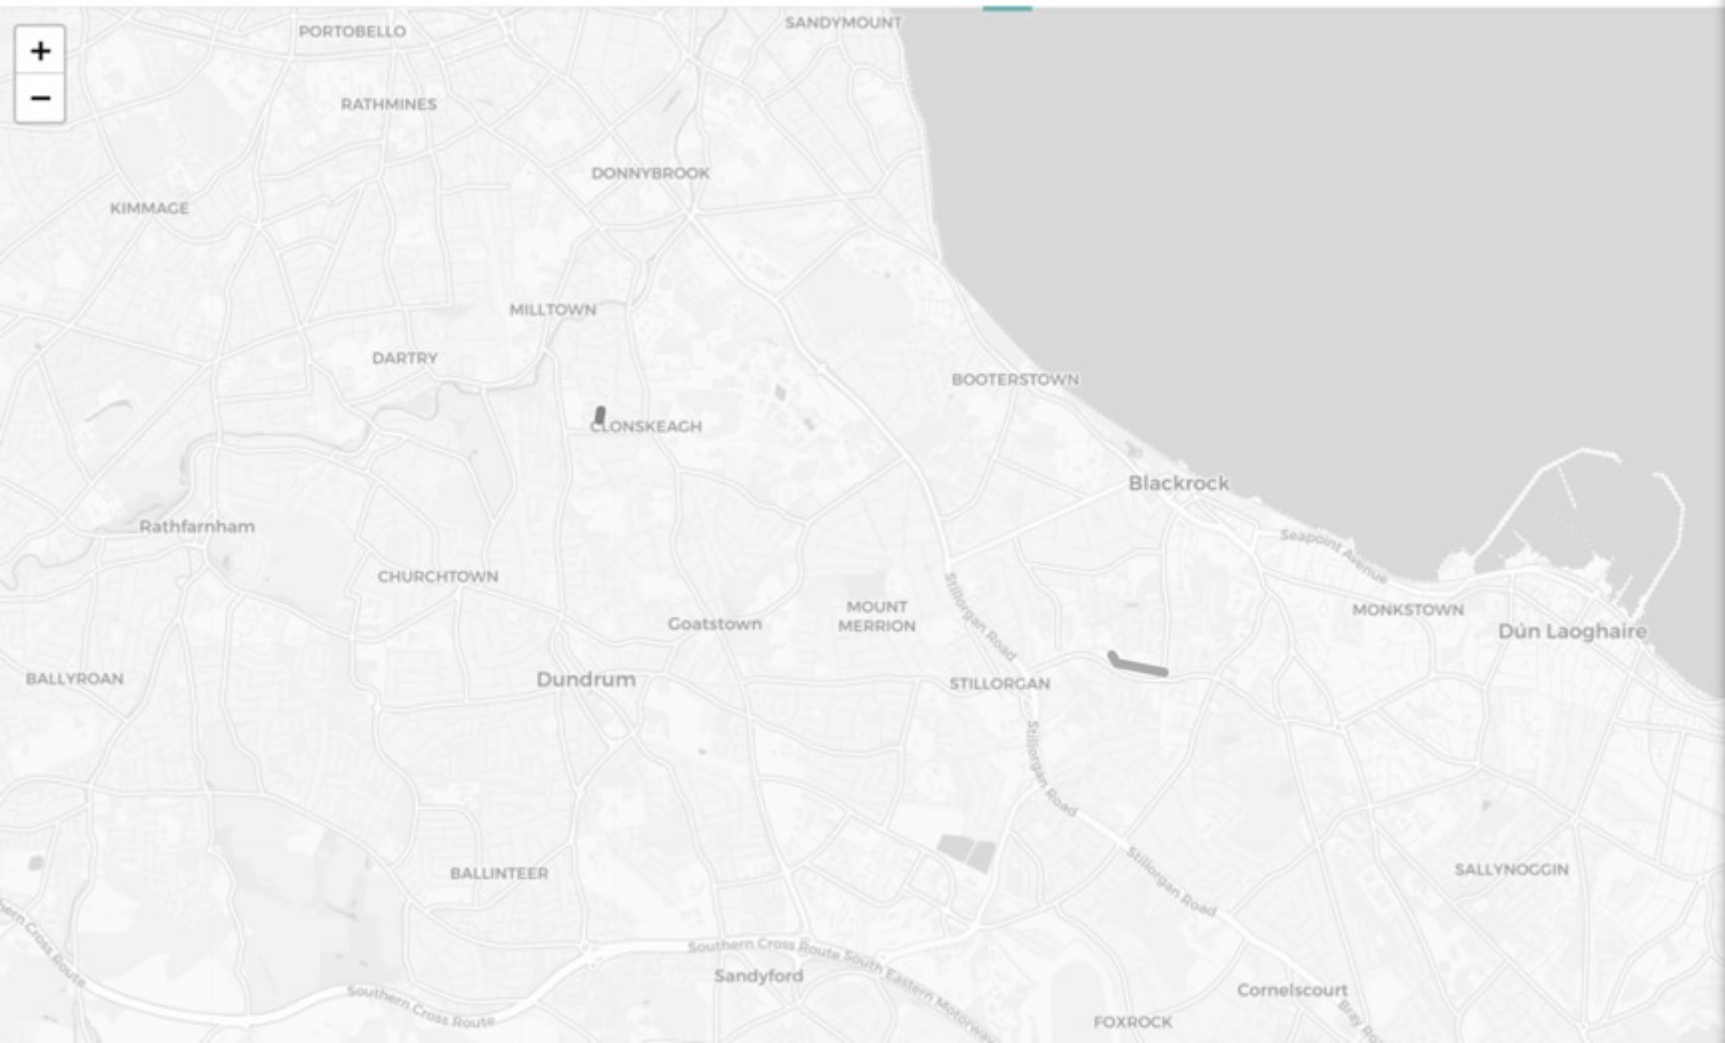 SANDYMOUNT
PORTOBELLO
+
−
RATHMINES
DONNYBROOK
KIMMAGE
MILLTOWN
DARTRY
BOOTERSTOWN
CLONSKEAGH
Blackrock
Rathfarnham
Seapoint Avenue
CHURCHTOWN
MOUNT
MERRION
Goatstown
Stillorgan Road
MONKSTOWN
Dún Laoghaire
BALLYROAN
Dundrum
STILLORGAN
Stillorgan Road
BALLINTEER
SALLYNOGGIN
Stillorgan Road
Cross Route
Southern Cross Route
South Eastern Motorway
Sandyford
Southern Cross Route
Cornelscourt
FOXROCK
Bray